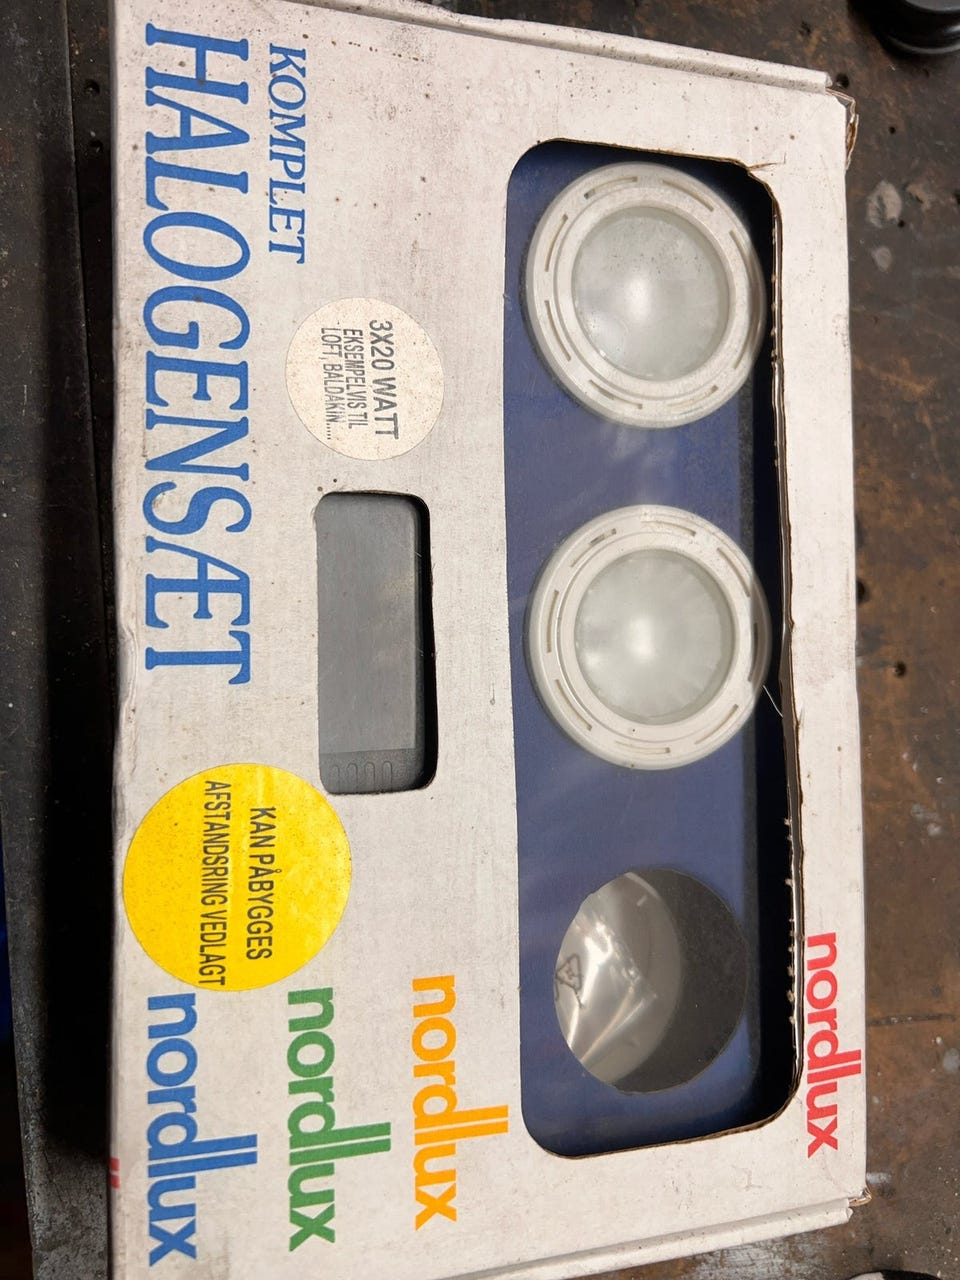 nordlux
KOMPLET
HALOGENSÆT
3X20 WATT
EKSEMPELVIS TIL
LOFT, BALDAKIN.....
KAN PÅBYGGES
AFSTANDSRING VEDLAGT
nordlux
nordlux
nordlux